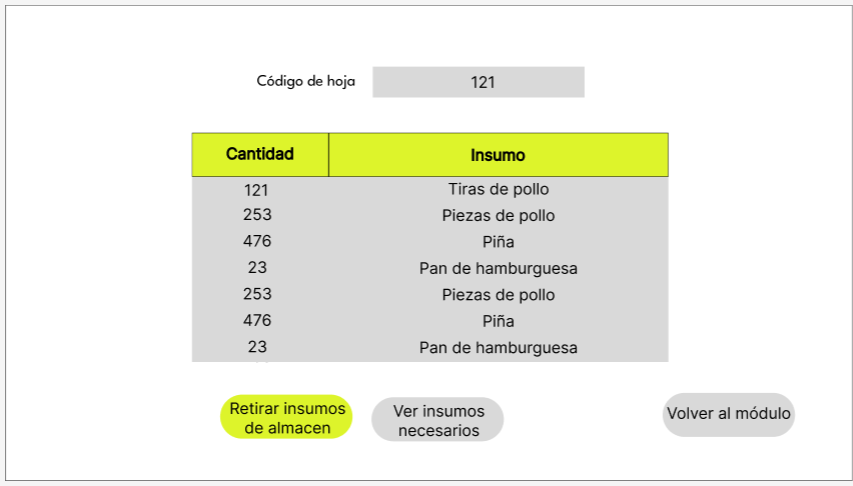 Código de hoja 121
Cantidad Insumo
121 Tiras de pollo
253 Piezas de pollo
476 Piña
23 Pan de hamburguesa
253 Piezas de pollo
476 Piña
23 Pan de hamburguesa
Retirar insumos
de almacen
Ver insumos
necesarios
Volver al módulo